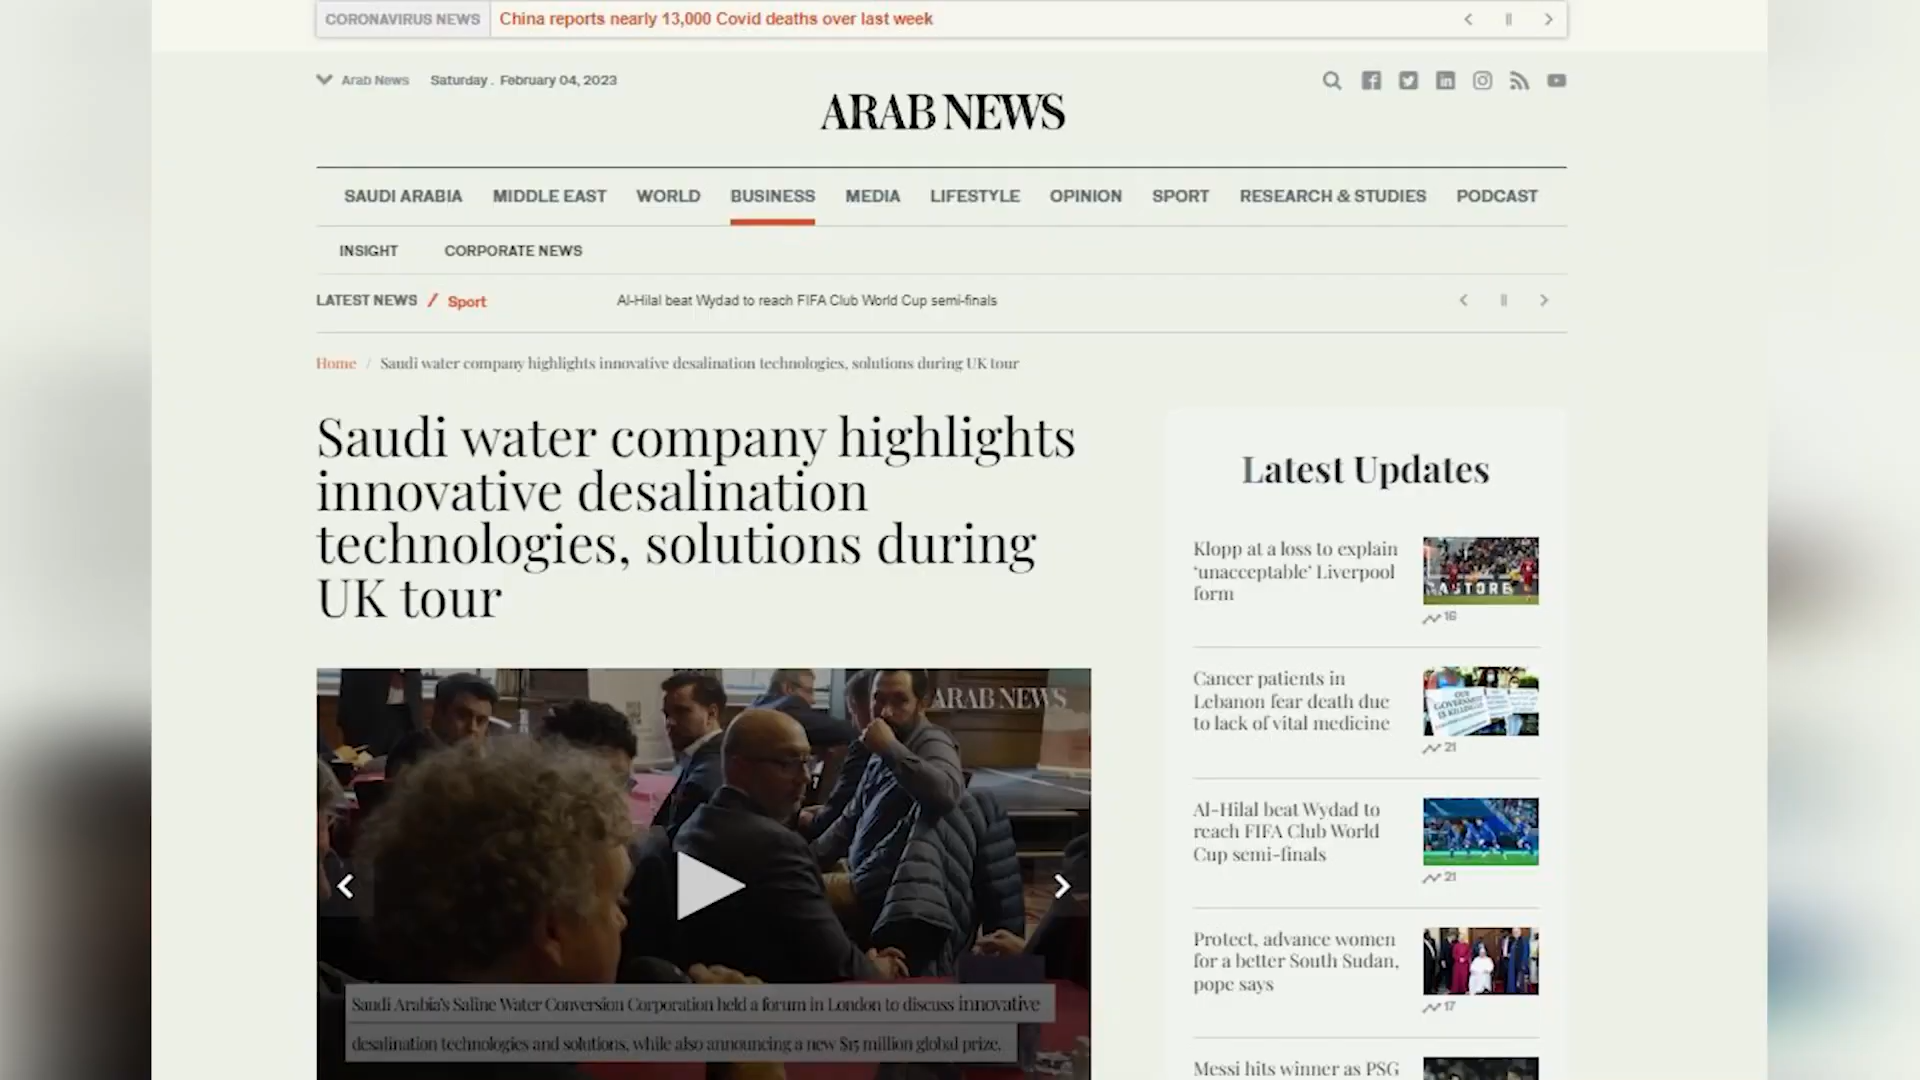 CORONAVIRUS NEWS China reports nearly 13,000 Covid deaths over last week
Arab News Saturday . February 04, 2023
ARAB NEWS
SAUDI ARABIA MIDDLE EAST WORLD BUSINESS MEDIA LIFESTYLE OPINION SPORT RESEARCH & STUDIES PODCAST
INSIGHT CORPORATE NEWS
LATEST NEWS / Sport Al-Hilal beat Wydad to reach FIFA Club World Cup semi-finals
Home / Saudi water company highlights innovative desalination technologies, solutions during UK tour
Saudi water company highlights
innovative desalination
technologies, solutions during
UK tour
ARAB NEWS
Saudi Arabia's Saline Water Conversion Corporation held a forum in London to discuss innovative
desalination technologies and solutions, while also announcing a new $15 million global prize.
Latest Updates
Klopp at a loss to explain
‘unacceptable’ Liverpool
form
16
Cancer patients in
Lebanon fear death due
to lack of vital medicine
OUR
GOVERNMENT
IS KILLING
21
Al-Hilal beat Wydad to
reach FIFA Club World
Cup semi-finals
21
Protect, advance women
for a better South Sudan,
pope says
17
Messi hits winner as PSG